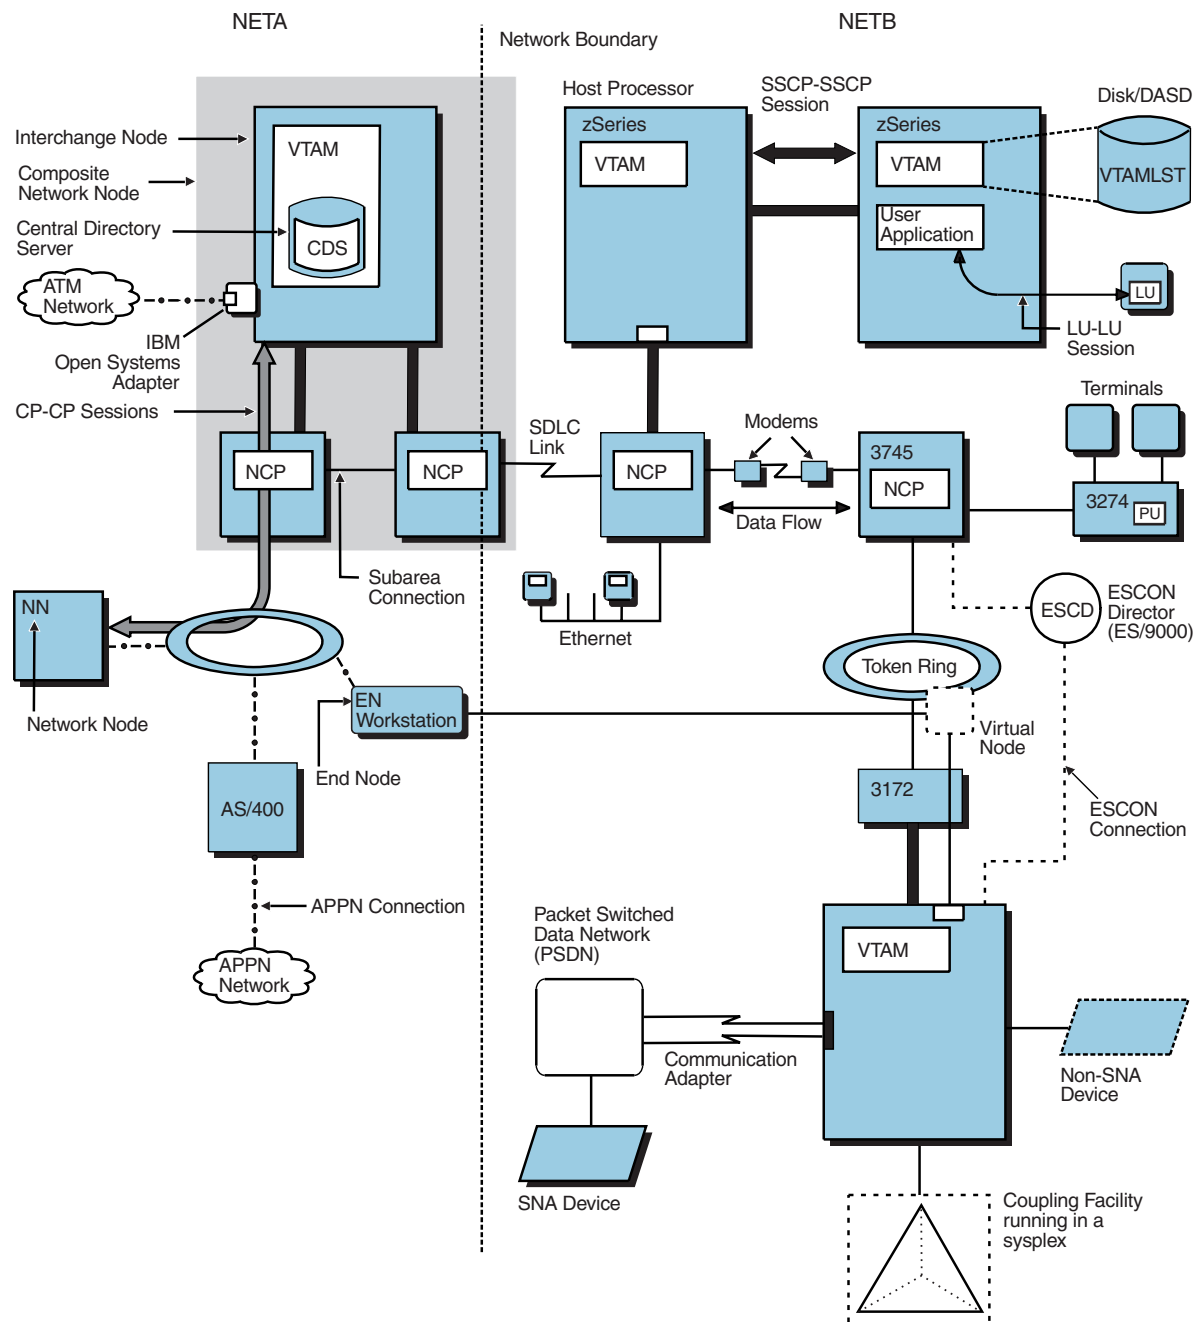 NETA
NETB
Network Boundary
Host Processor
SSCP-SSCP
Session
Disk/DASD
Interchange Node
Composite
Network Node
Central Directory
Server
VTAM
CDS
zSeries
VTAM
zSeries
VTAM
VTAMLST
User
Application
ATM
Network
IBM
Open Systems
Adapter
LU
LU-LU
Session
CP-CP Sessions
Terminals
SDLC
Link
Modems
NCP
NCP
NCP
3745
NCP
3274
PU
Data Flow
Subarea
Connection
Ethernet
ESCD
ESCON
Director
(ES/9000)
NN
Network Node
Token Ring
EN
Workstation
Virtual
Node
End Node
AS/400
3172
ESCON
Connection
APPN Connection
APPN
Network
Packet Switched
Data Network
(PSDN)
VTAM
Communication
Adapter
Non-SNA
Device
SNA Device
Coupling Facility
running in a
sysplex